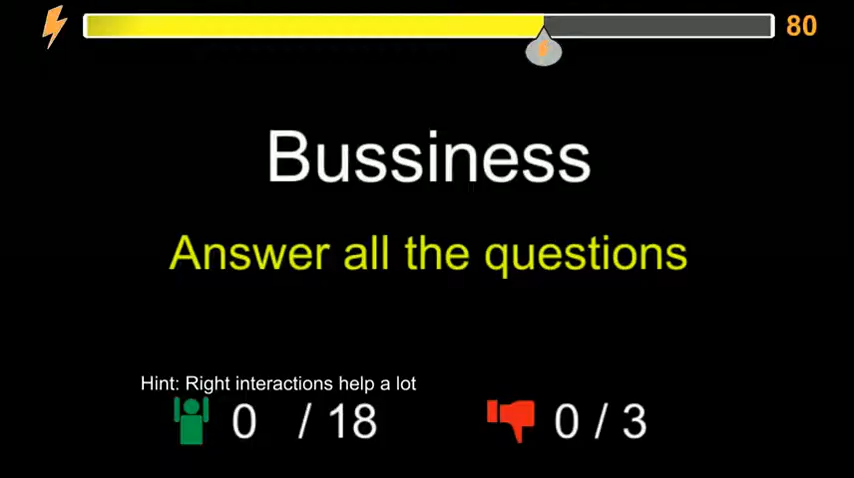 80
Bussiness
Answer all the questions
Hint: Right interactions help a lot
0 / 18
0 / 3